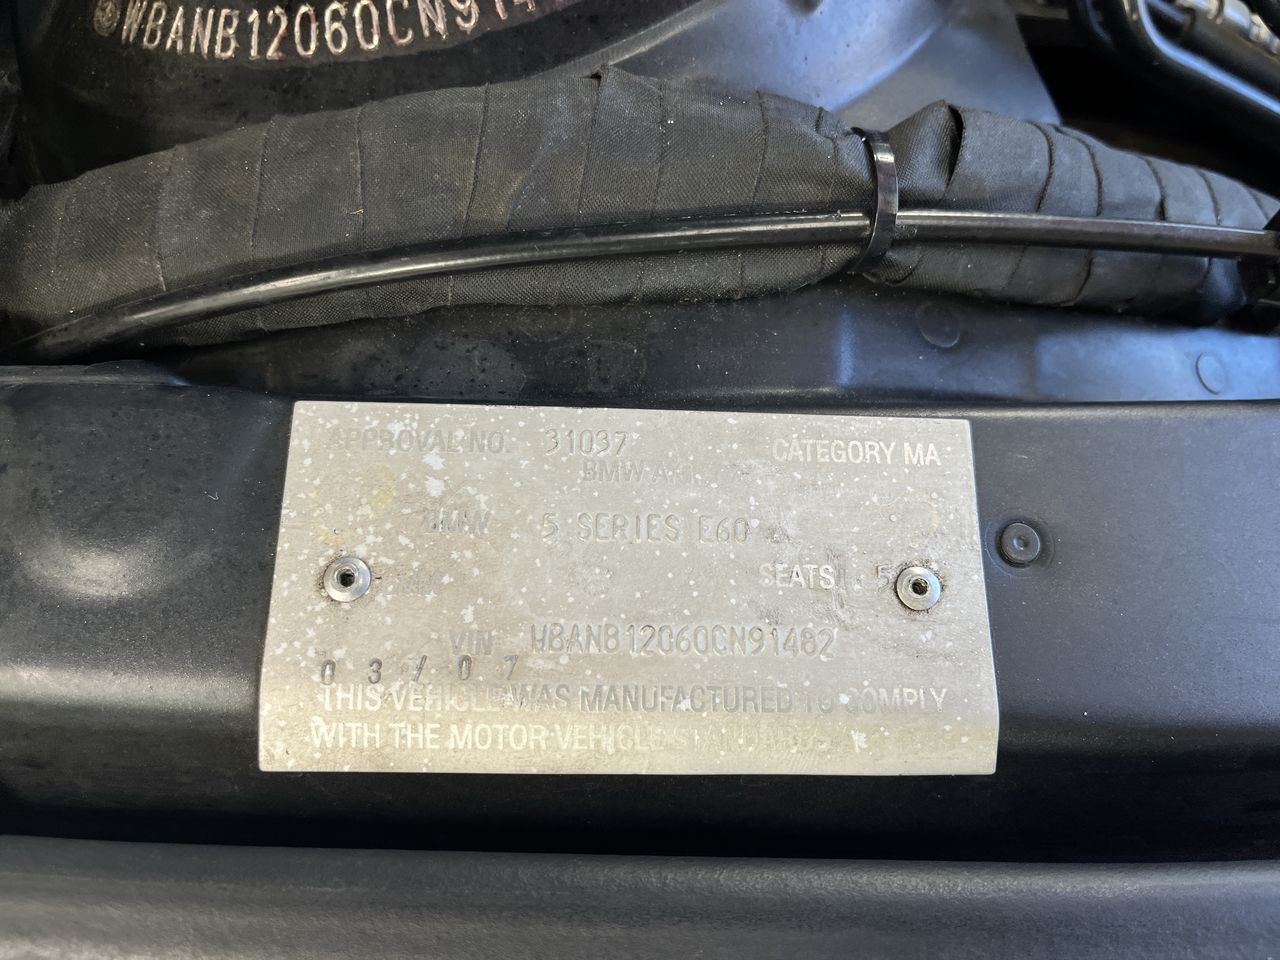 WBANB12060CN914
APPROVAL NO. 31037 CATEGORY MA
BMW AG
BMW 5 SERIES E60
SEATS 5
VIN WBANB12060CN91482
03/07
THIS VEHICLE WAS MANUFACTURED TO COMPLY
WITH THE MOTOR VEHICLE STANDARDS